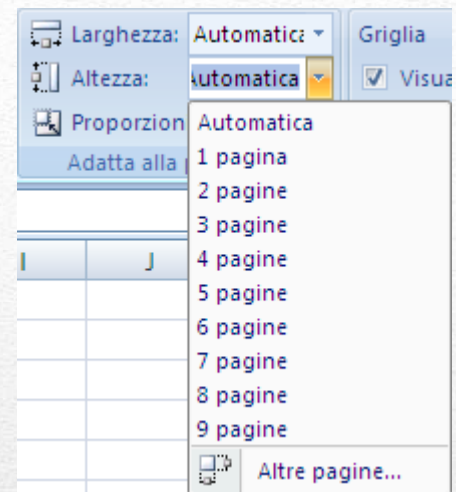 Larghezza: Automatica Griglia
Altezza: Automatica Visua
Proporzion
Adatta alla p
Automatica
1 pagina
2 pagine
3 pagine
4 pagine
5 pagine
6 pagine
7 pagine
8 pagine
9 pagine
Altre pagine...
I J